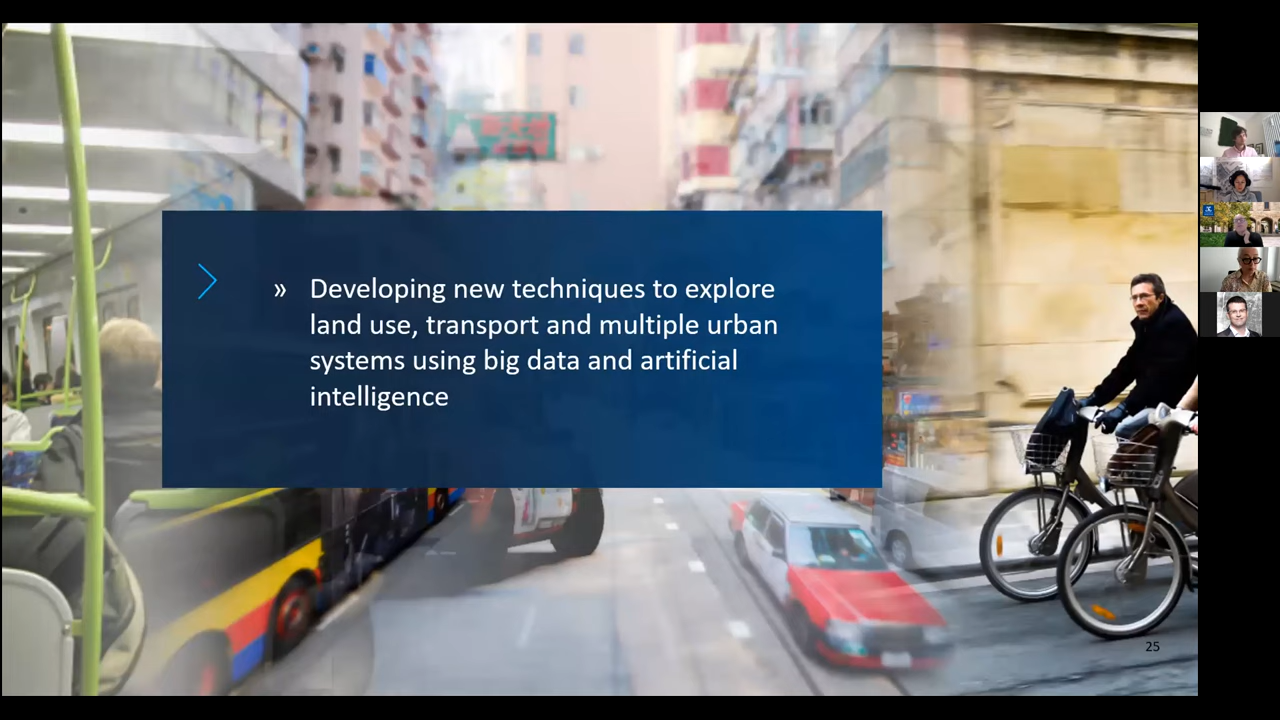 » Developing new techniques to explore
land use, transport and multiple urban
systems using big data and artificial
intelligence
25